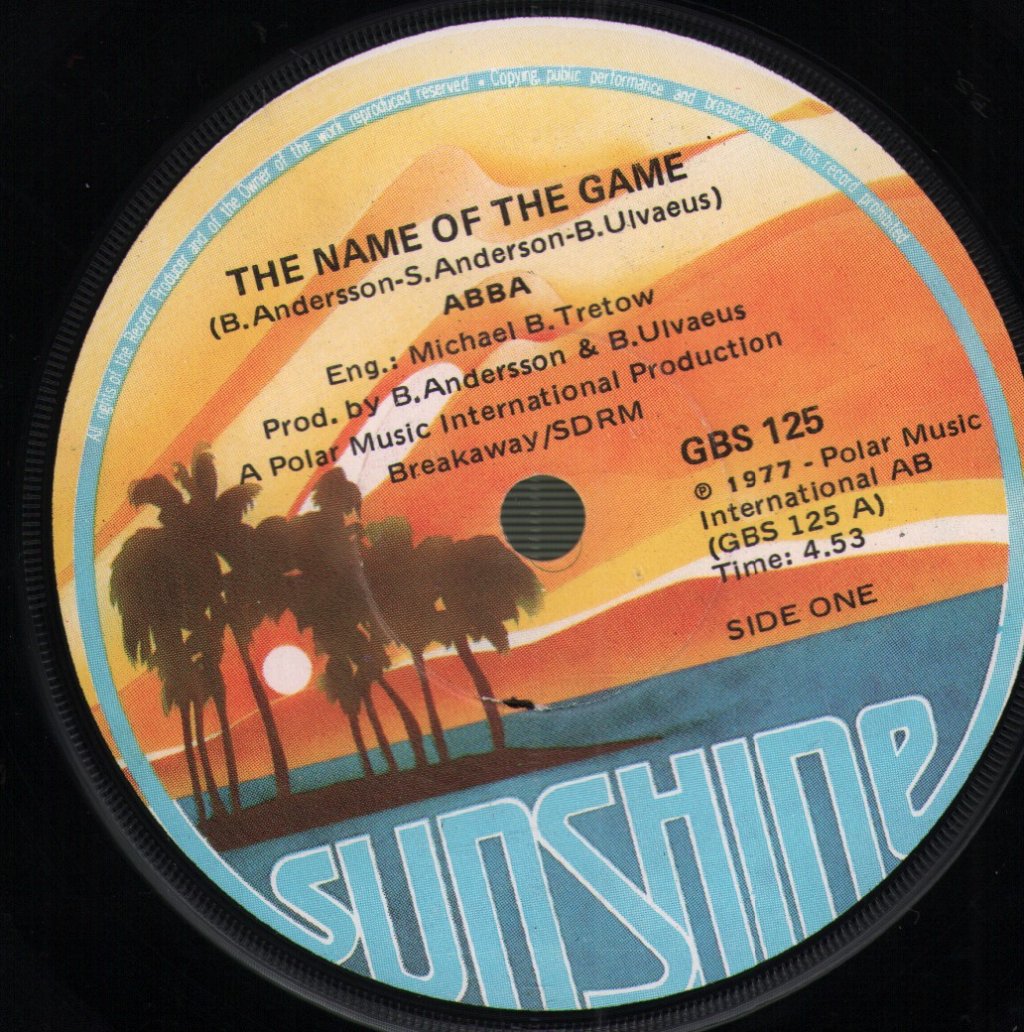 All rights of the Record Producer and of the Owner of the work reproduced reserved • Copying, public performance and broadcasting of this record prohibited
THE NAME OF THE GAME
(B.Andersson-S.Anderson-B.Ulvaeus)
ABBA
Eng.: Michael B.Tretow
Prod. by B.Andersson & B.Ulvaeus
A Polar Music International Production
Breakaway/SDRM
GBS 125
℗ 1977 - Polar Music
International AB
(GBS 125 A)
Time: 4.53
SIDE ONE
SUNSHINE